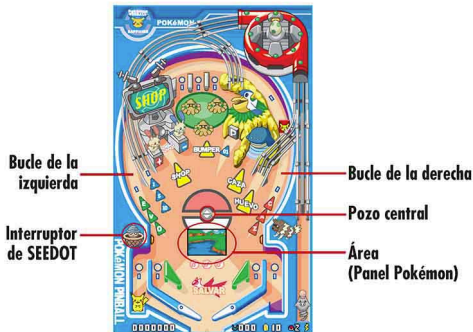 POKéMON
SHOP
BUMPER
SHOP
CAZA
HUEVO
Bucle de la
izquierda
Bucle de la derecha
Pozo central
Interruptor
de SEEDOT
Área
(Panel Pokémon)
POKéMON PINBALL
SALVAR